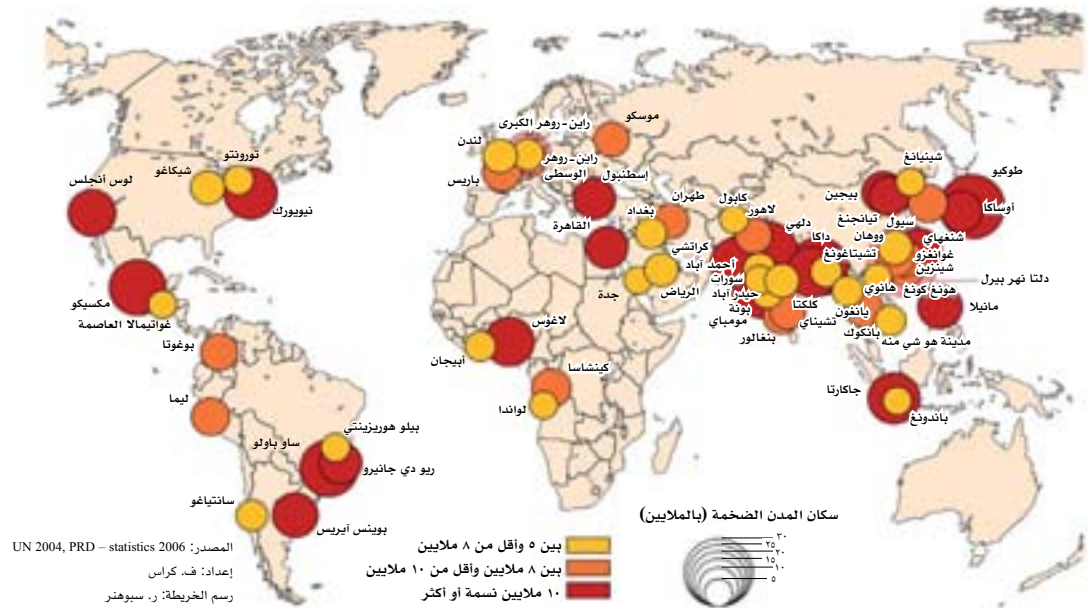 موسكو
راين-روهر الكبرى
لندن
راين-روهر
الوسطى
باريس
إسطنبول
تورونتو
شيكاغو
لوس أنجلس
نيويورك
شينيانغ
طوكيو
بيجين
أوساكا
تيانجنغ
سيول
كابول
طهران
لاهور
بغداد
دلهي
القاهرة
كراتشي
داكا
ووهان
شنغهاي
تشيتاغونغ
غوانغزو
أحمد آباد
شينزين
سورات
دلتا نهر بيرل
جدة
الرياض
حيدر آباد
هانوي
هونغ كونغ
مكسيكو
بونة
كلكتا
يانغون
مانيلا
غواتيمالا العاصمة
مومباي
تشيناي
بانكوك
بنغالور
مدينة هو شي منه
لاغوس
بوغوتا
أبيجان
كينشاسا
ليما
لواندا
جاكارتا
باندونغ
بيلو هوريزينتي
ساو باولو
ريو دي جانيرو
سانتياغو
بوينس آيريس
سكان المدن الضخمة (بالملايين)
٣٠
٢٥
٢٠
١٥
١٠
٥
بين ٥ وأقل من ٨ ملايين
بين ٨ ملايين وأقل من ١٠ ملايين
١٠ ملايين نسمة أو أكثر
المصدر: UN 2004, PRD – statistics 2006
إعداد: ف. كراس
رسم الخريطة: ر. سبوهنر